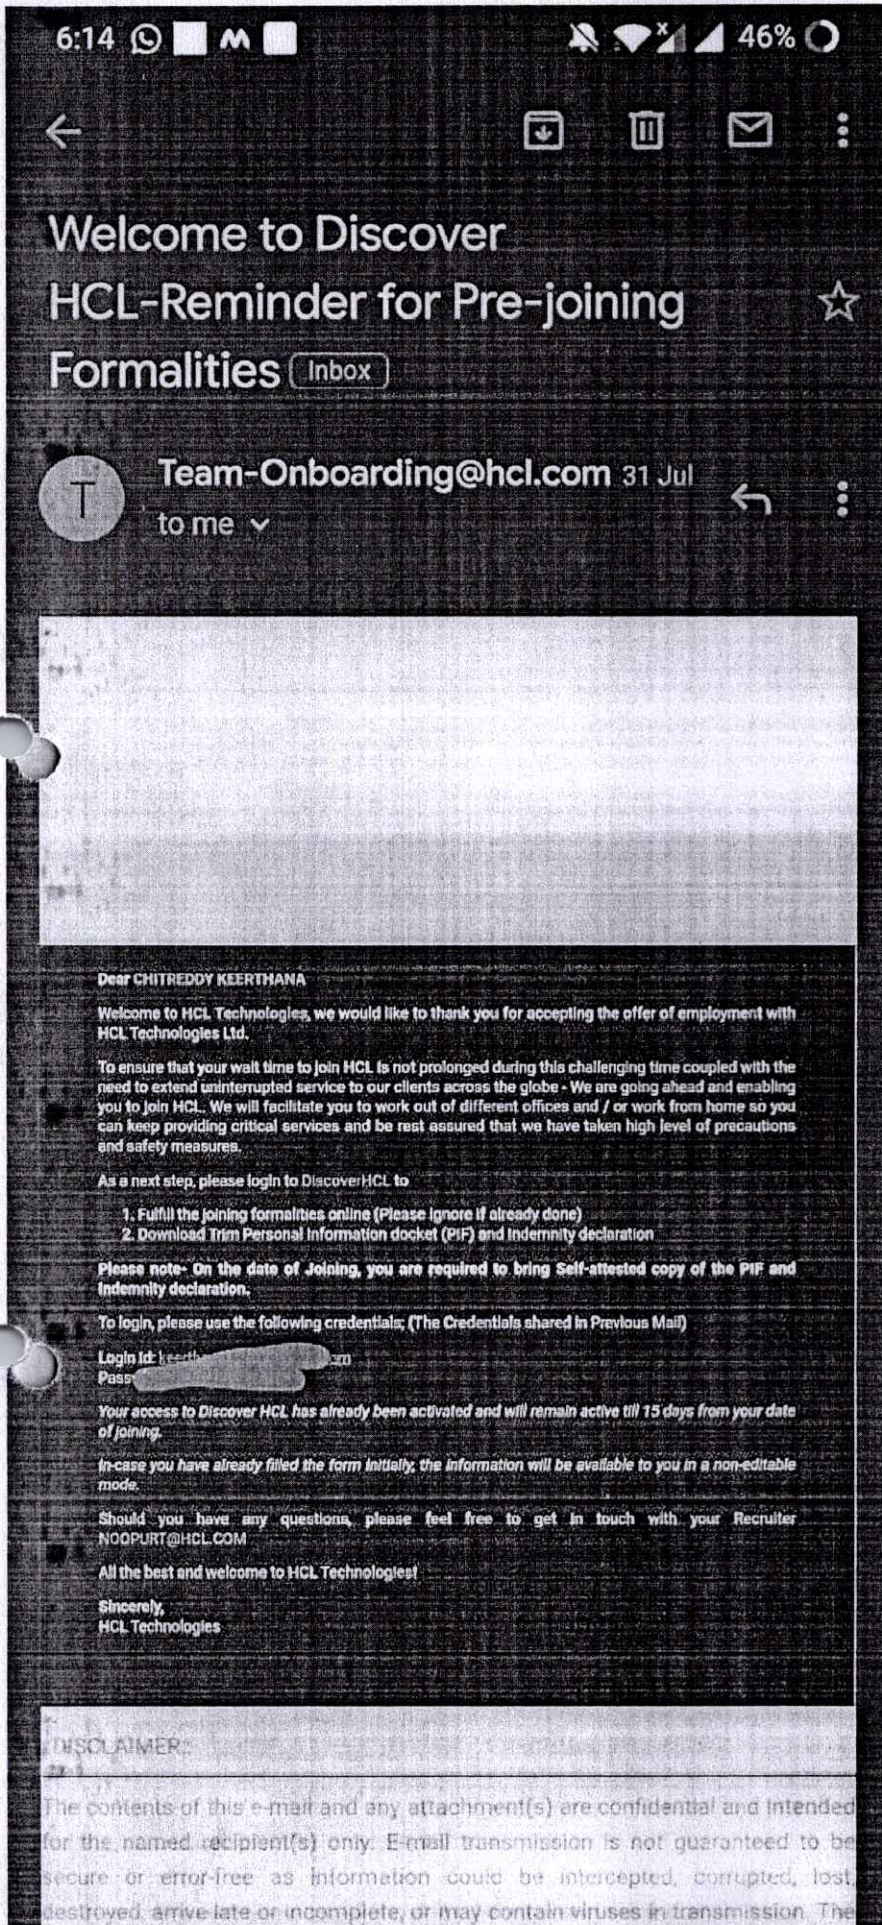 6:14 46%
Welcome to Discover
HCL-Reminder for Pre-joining
Formalities Inbox
T
Team-Onboarding@hcl.com 31 Jul
to me
Dear CHITREDDY KEERTHANA
Welcome to HCL Technologies, we would like to thank you for accepting the offer of employment with
HCL Technologies Ltd.
To ensure that your wait time to join HCL is not prolonged during this challenging time coupled with the
need to extend uninterrupted service to our clients across the globe - We are going ahead and enabling
you to join HCL. We will facilitate you to work out of different offices and / or work from home so you
can keep providing critical services and be rest assured that we have taken high level of precautions
and safety measures.
As a next step, please login to DiscoverHCL to
1. Fulfill the joining formalities online (Please ignore if already done)
2. Download Trim Personal Information docket (PIF) and Indemnity declaration
Please note- On the date of Joining, you are required to bring Self-attested copy of the PIF and
Indemnity declaration.
To login, please use the following credentials; (The Credentials shared in Previous Mail)
Login Id:
Pass
Your access to Discover HCL has already been activated and will remain active till 15 days from your date
of joining.
In-case you have already filled the form initially, the information will be available to you in a non-editable
mode.
Should you have any questions, please feel free to get in touch with your Recruiter
NOOPURT@HCL.COM
All the best and welcome to HCL Technologies!
Sincerely,
HCL Technologies
DISCLAIMER:
The contents of this e-mail and any attachment(s) are confidential and intended
for the named recipient(s) only. E-mail transmission is not guaranteed to be
secure or error-free as information could be intercepted, corrupted, lost,
destroyed, arrive late or incomplete, or may contain viruses in transmission. The